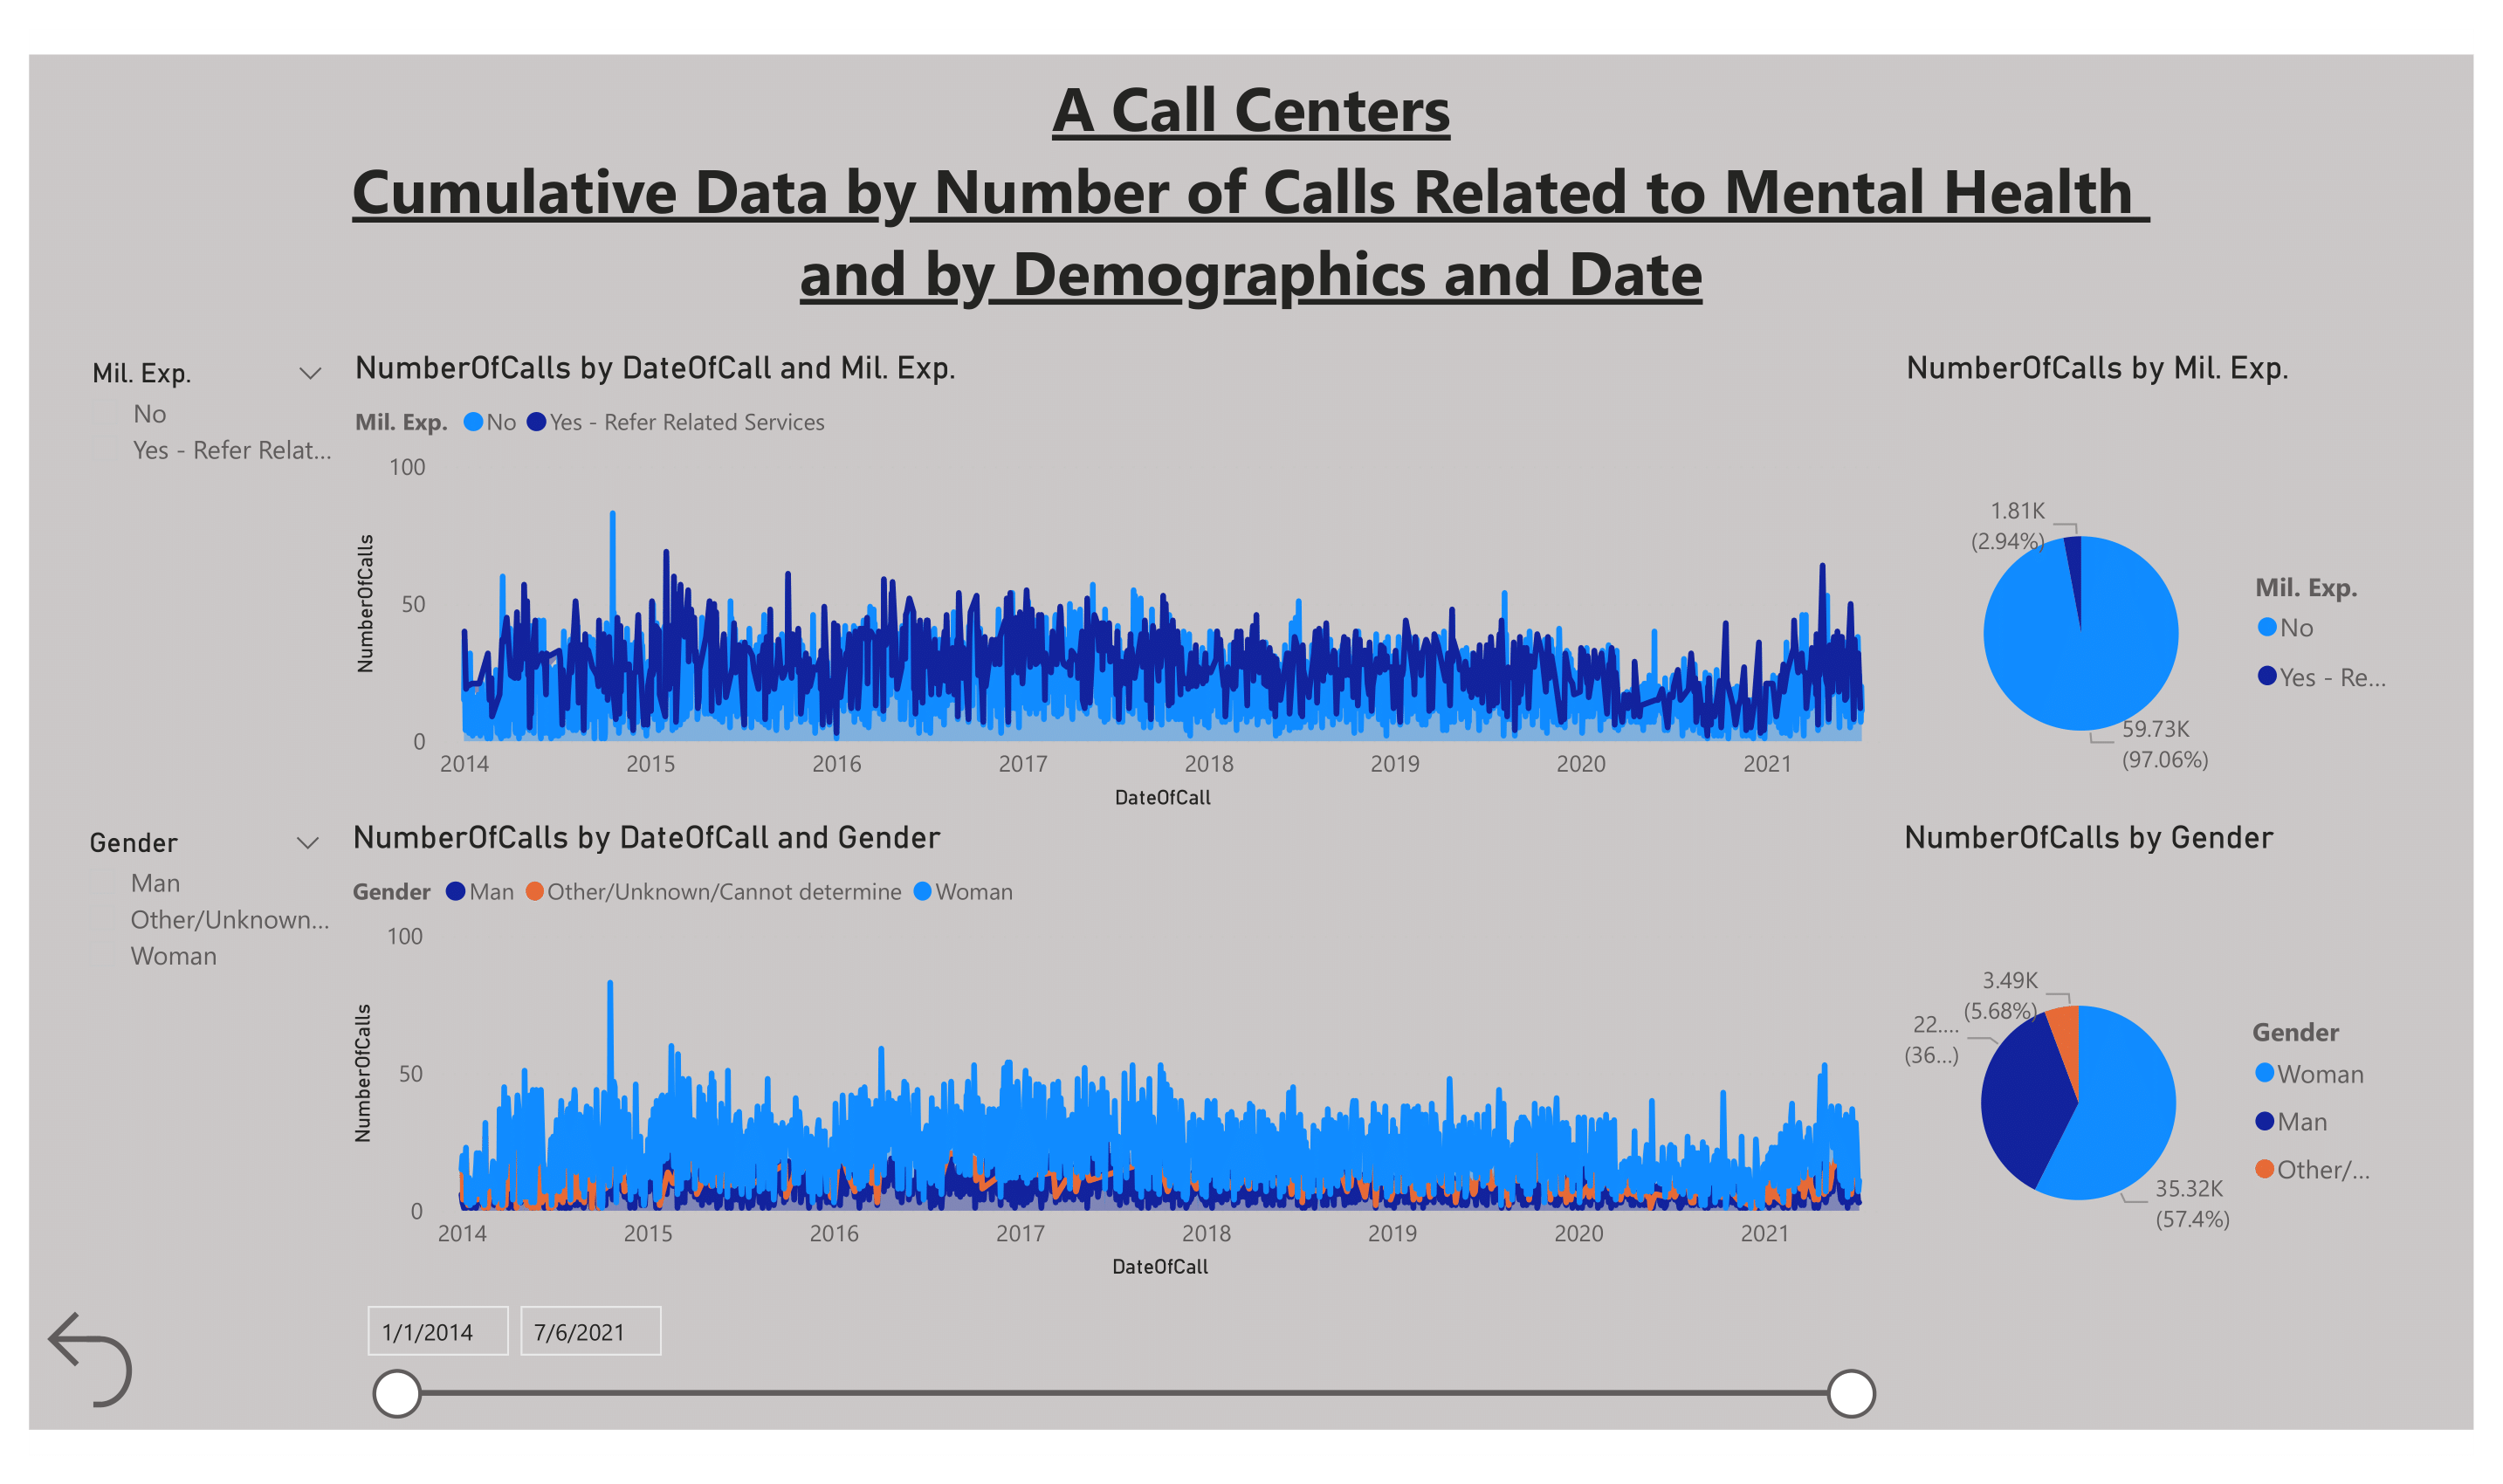 A Call Centers
Cumulative Data by Number of Calls Related to Mental Health
and by Demographics and Date
Mil. Exp.
No
Yes - Refer Relat...
NumberOfCalls by DateOfCall and Mil. Exp.
Mil. Exp. No Yes - Refer Related Services
100
50
0
NumberOfCalls
2014 2015 2016 2017 2018 2019 2020 2021
DateOfCall
NumberOfCalls by Mil. Exp.
1.81K
(2.94%)
59.73K
(97.06%)
Mil. Exp.
No
Yes - Re...
Gender
Man
Other/Unknown...
Woman
NumberOfCalls by DateOfCall and Gender
Gender Man Other/Unknown/Cannot determine Woman
100
50
0
NumberOfCalls
2014 2015 2016 2017 2018 2019 2020 2021
DateOfCall
NumberOfCalls by Gender
3.49K
(5.68%)
22....
(36...)
35.32K
(57.4%)
Gender
Woman
Man
Other/...
1/1/2014
7/6/2021